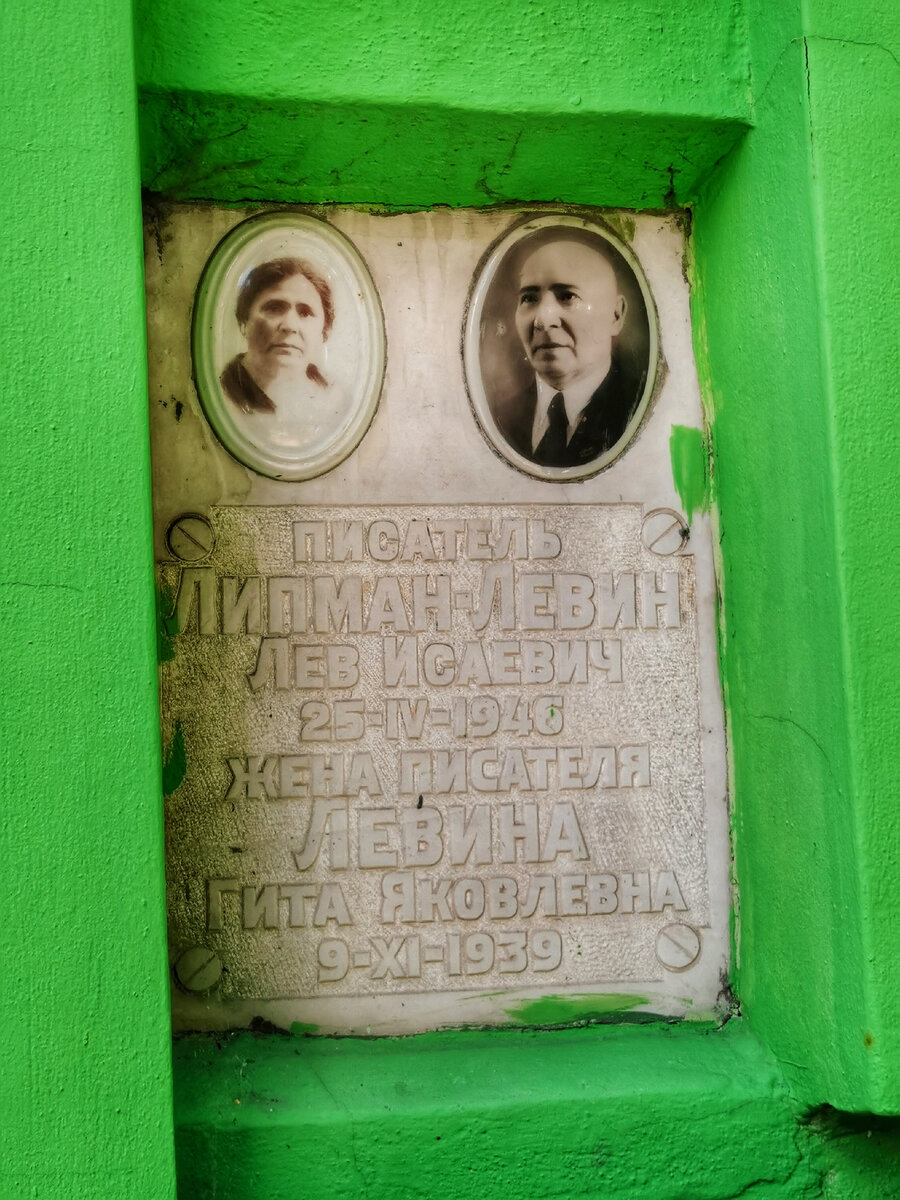 ПИСАТЕЛЬ
ЛИПМАН-ЛЕВИН
ЛЕВ ИСАЕВИЧ
25-IV-1946
ЖЕНА ПИСАТЕЛЯ
ЛЕВИНА
ГИТА ЯКОВЛЕВНА
9-XI-1939